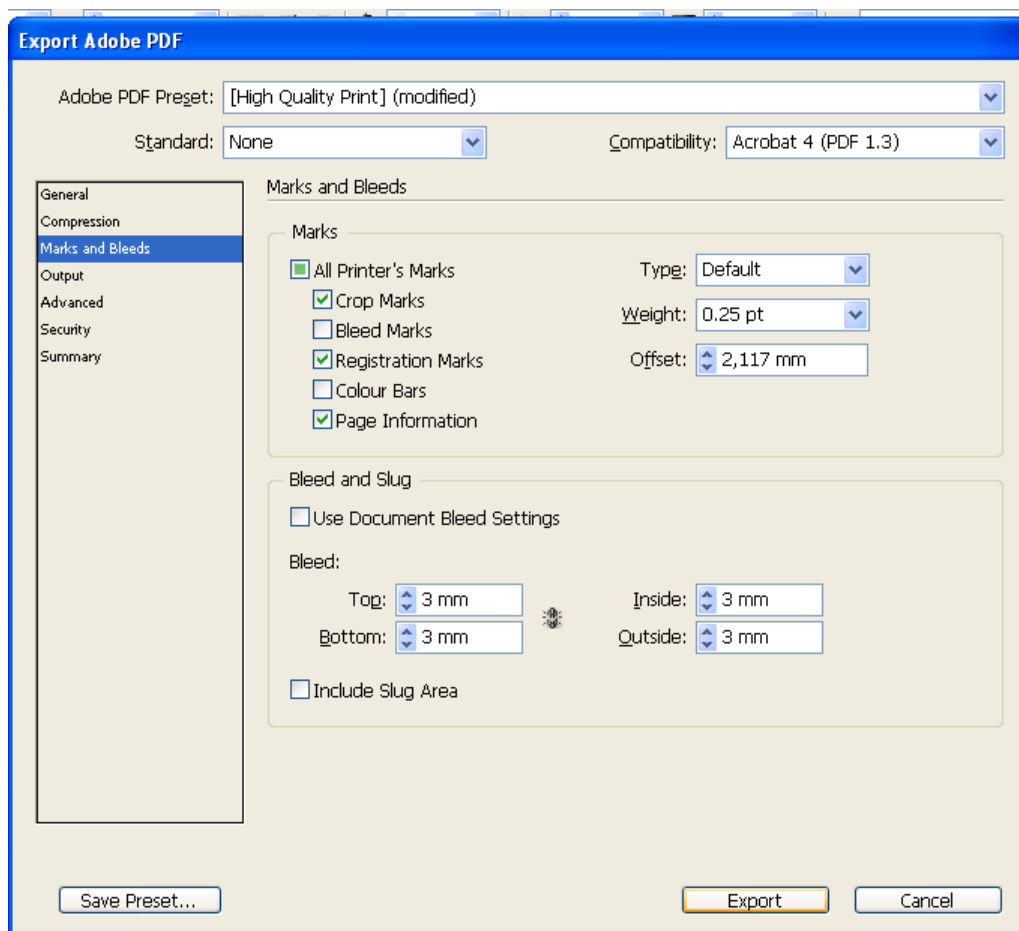 Export Adobe PDF
Adobe PDF Preset: [High Quality Print] (modified)
Standard: None Compatibility: Acrobat 4 (PDF 1.3)
General
Compression
Marks and Bleeds
Output
Advanced
Security
Summary
Marks and Bleeds
Marks
All Printer's Marks
Crop Marks
Bleed Marks
Registration Marks
Colour Bars
Page Information
Type: Default
Weight: 0.25 pt
Offset: 2,117 mm
Bleed and Slug
Use Document Bleed Settings
Bleed:
Top: 3 mm Inside: 3 mm
Bottom: 3 mm Outside: 3 mm
Include Slug Area
Save Preset... Export Cancel